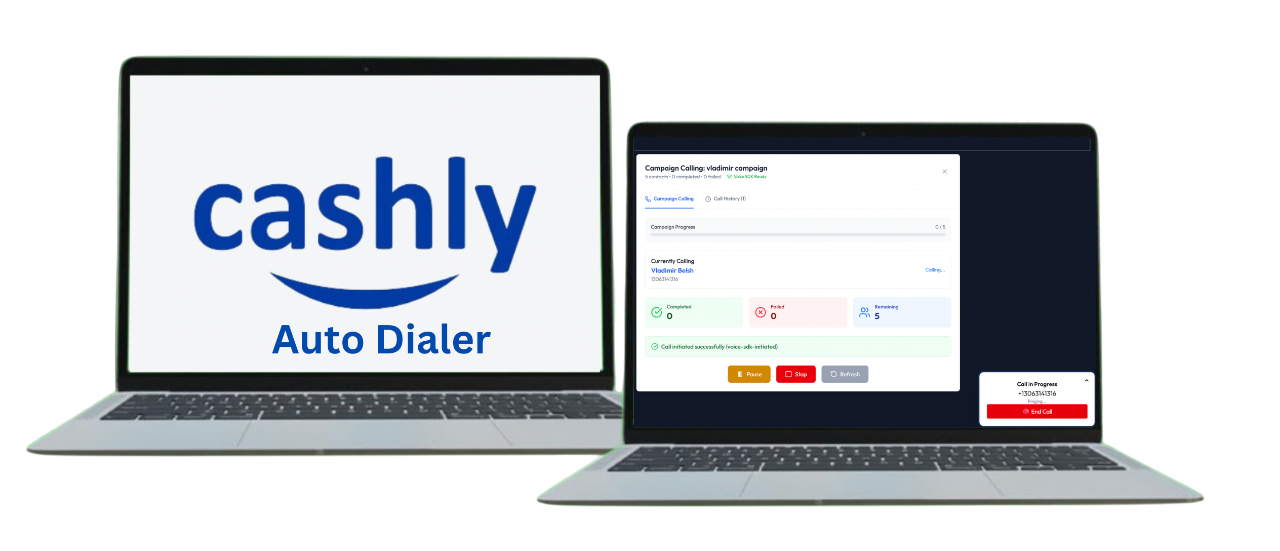 cashly
Auto Dialer
Campaign Calling: vladimir campaign
5 contacts • 0 completed • 0 failed Voice SDK Ready
Campaign Calling Call History (1)
Campaign Progress 0 / 5
Currently Calling
Vladimir Belsh
13063141316
Calling...
Completed
0
Failed
0
Remaining
5
Call initiated successfully (voice-sdk-initiated)
Pause Stop Refresh
Call in Progress
+13063141316
Ringing...
End Call